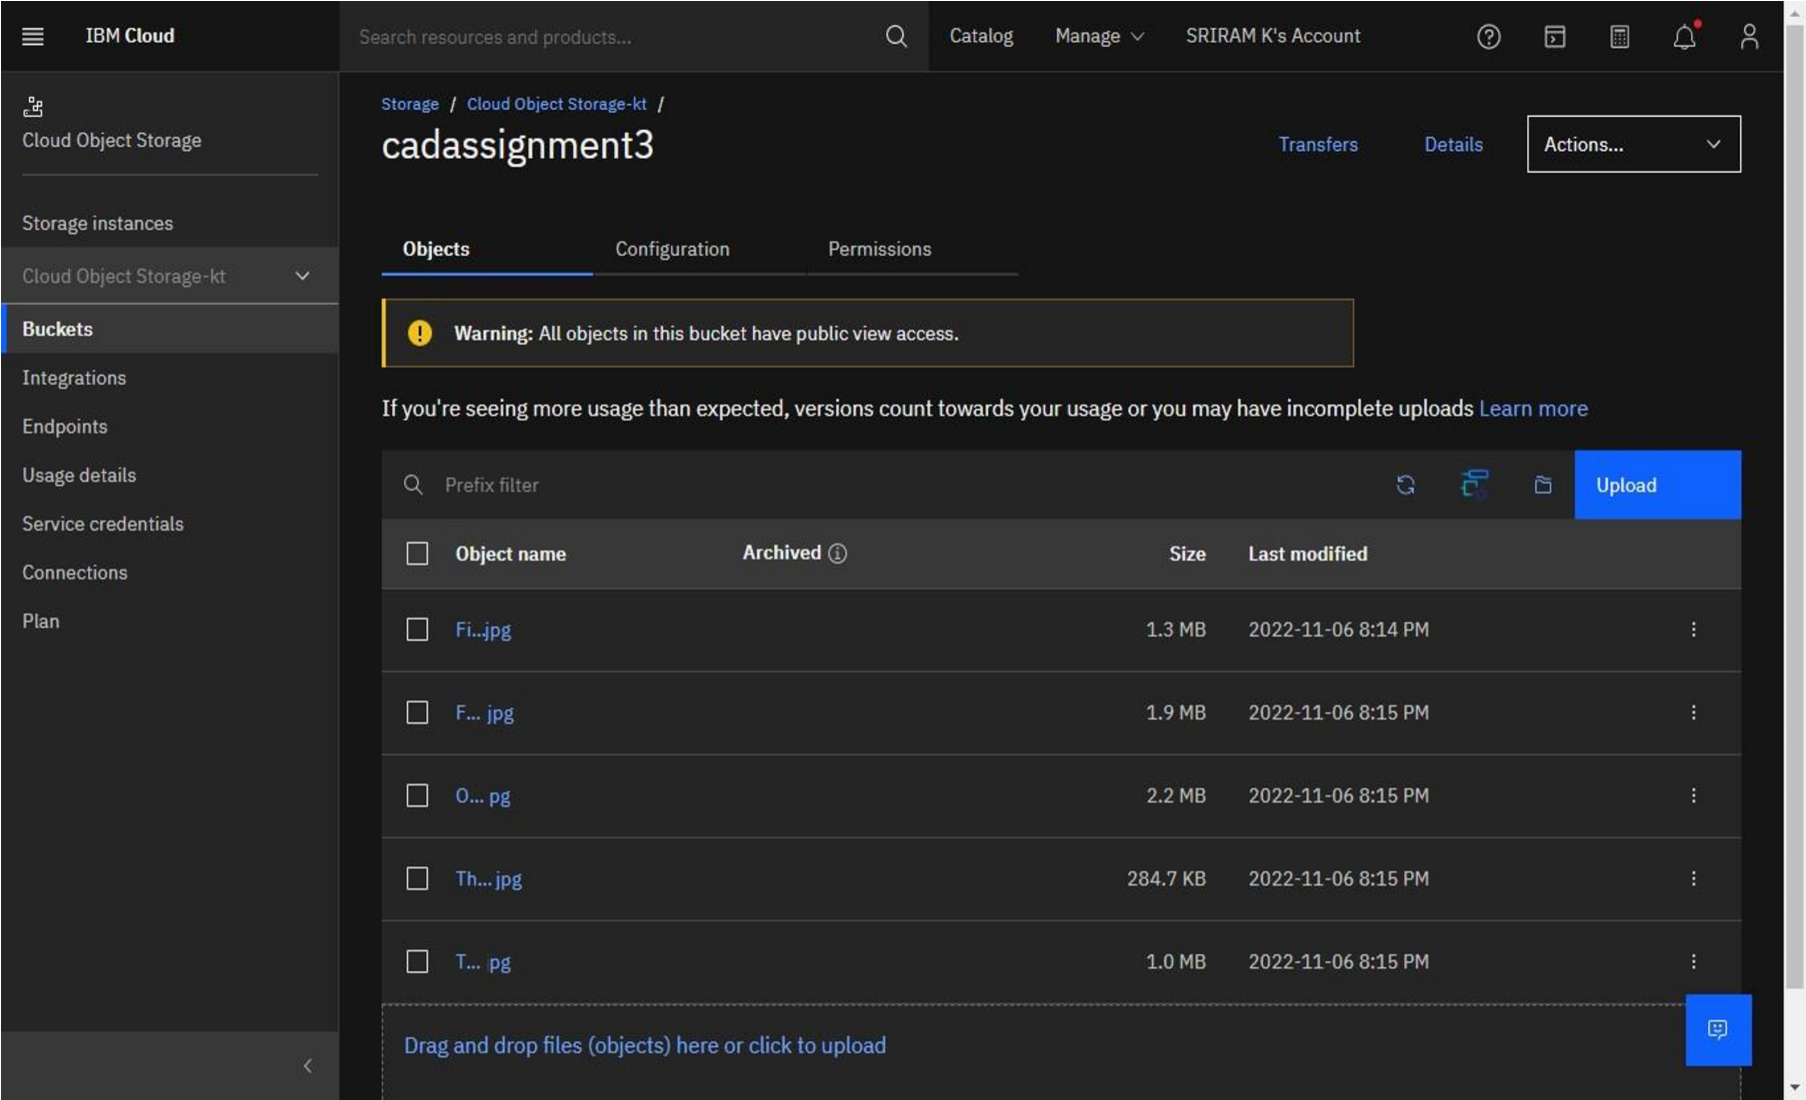 IBM Cloud
Search resources and products...
Catalog
Manage
SRIRAM K's Account
Cloud Object Storage
Storage instances
Cloud Object Storage-kt
Buckets
Integrations
Endpoints
Usage details
Service credentials
Connections
Plan
Storage / Cloud Object Storage-kt /
cadassignment3
Transfers
Details
Actions...
Objects
Configuration
Permissions
Warning: All objects in this bucket have public view access.
If you're seeing more usage than expected, versions count towards your usage or you may have incomplete uploads Learn more
Prefix filter
Upload
Object name Archived Size Last modified
Fi...jpg 1.3 MB 2022-11-06 8:14 PM
F... jpg 1.9 MB 2022-11-06 8:15 PM
O... pg 2.2 MB 2022-11-06 8:15 PM
Th... jpg 284.7 KB 2022-11-06 8:15 PM
T... pg 1.0 MB 2022-11-06 8:15 PM
Drag and drop files (objects) here or click to upload